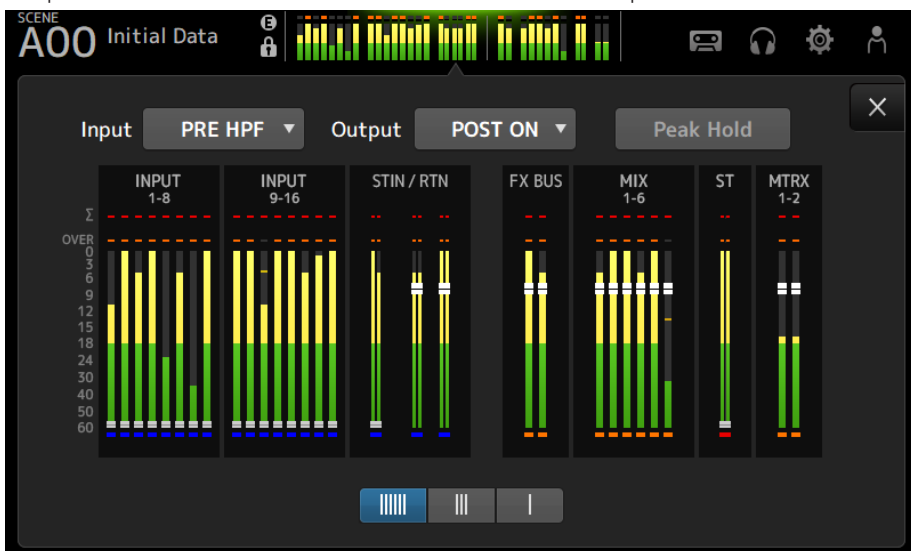 SCENE
A00 Initial Data
E
Input PRE HPF Output POST ON Peak Hold
INPUT INPUT STIN / RTN FX BUS MIX ST MTRX
1-8 9-16 1-6 1-2
Σ
OVER
0
3
6
9
12
15
18
24
30
40
50
60